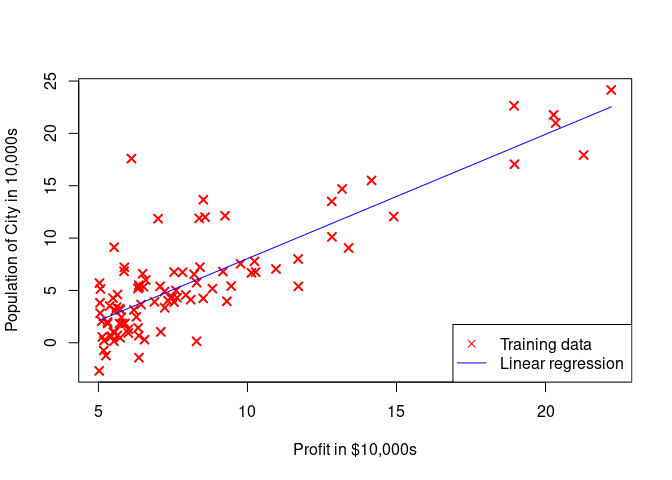 Population of City in 10,000s
25
20
15
10
5
0
5
10
15
20
Profit in $10,000s
Training data
Linear regression